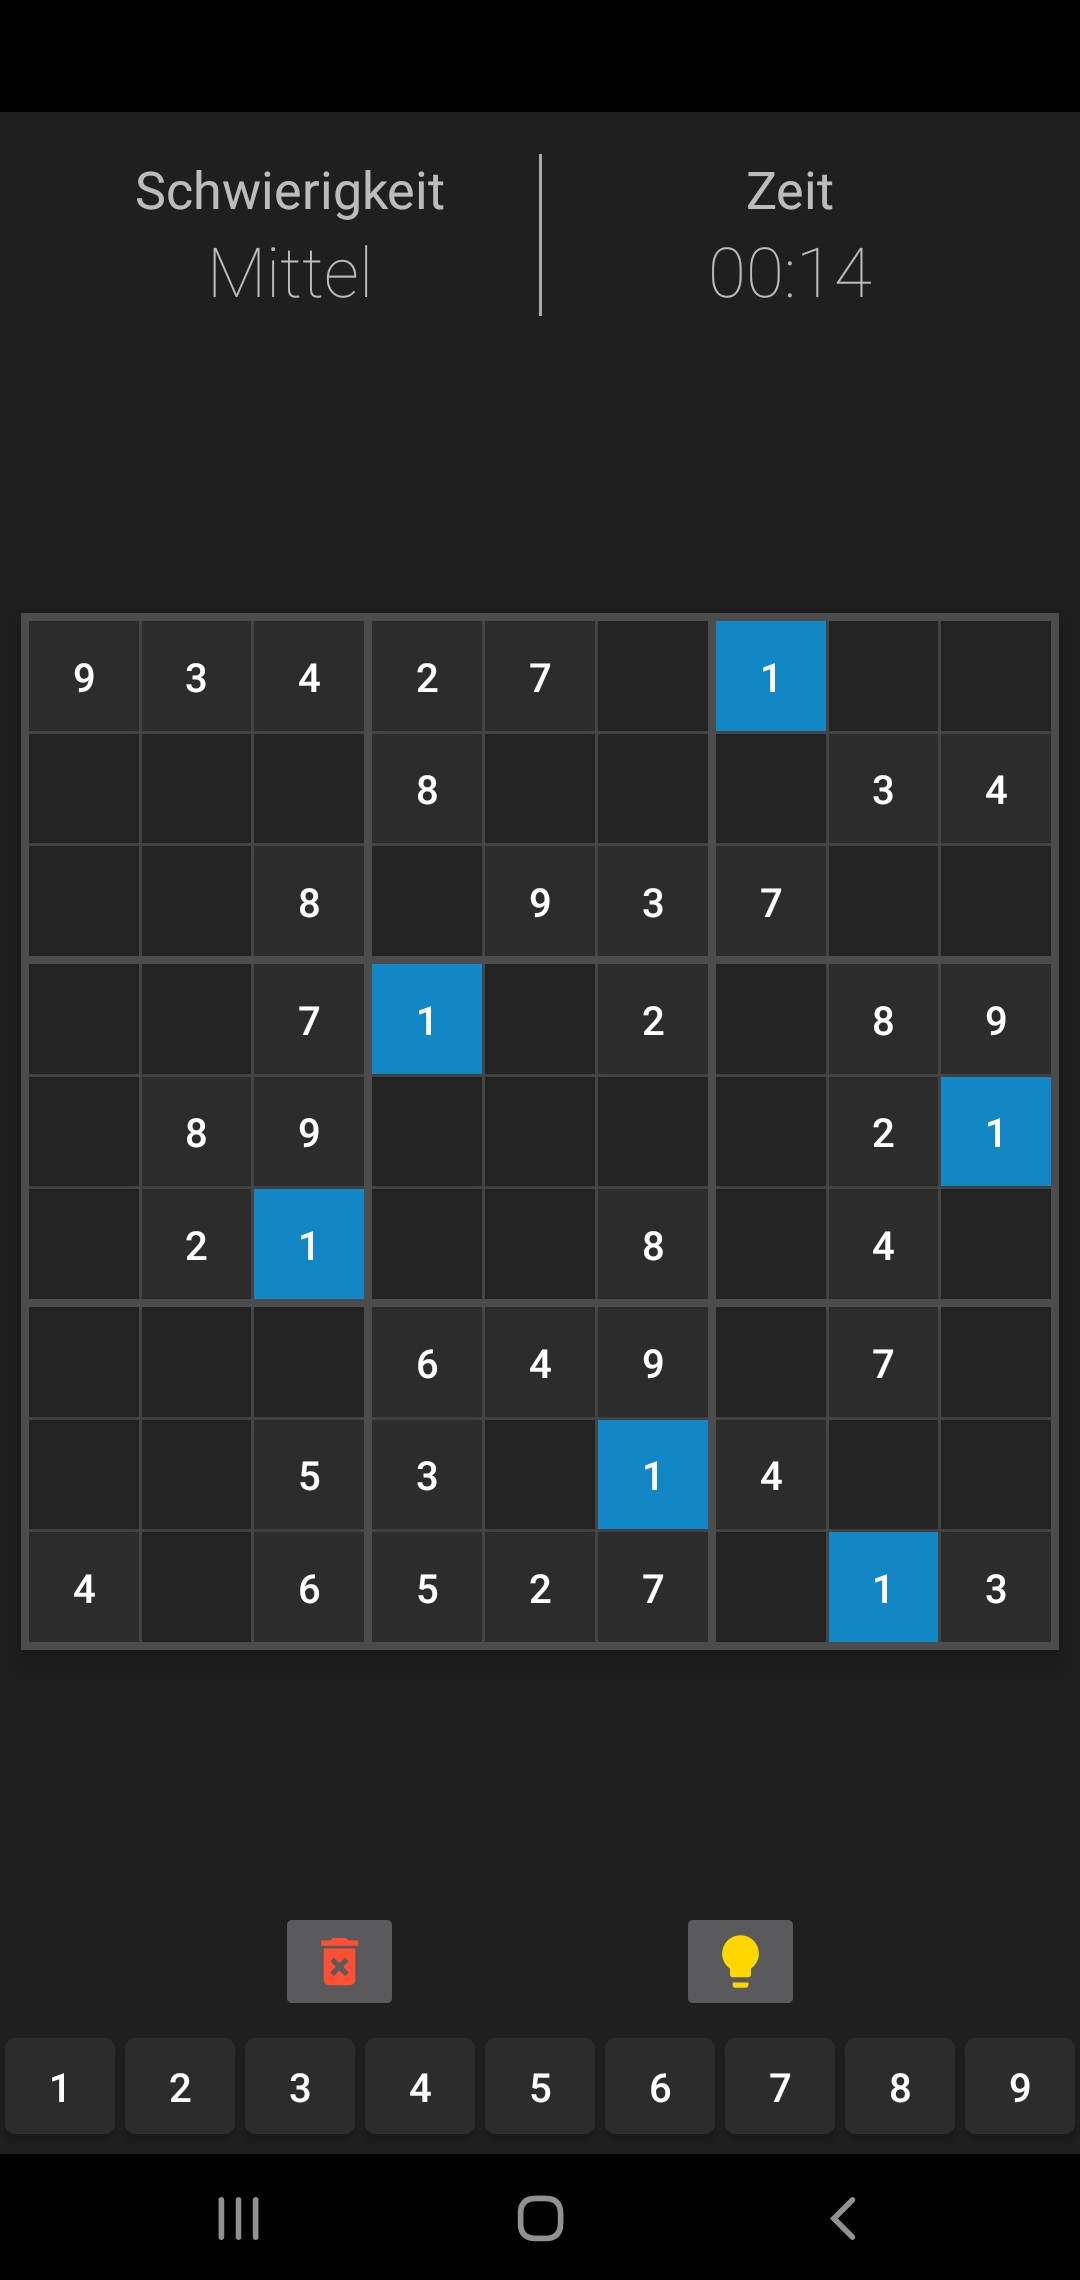 Schwierigkeit Zeit
Mittel 00:14
9 3 4 2 7 1
8 3 4
8 9 3 7
7 1 2 8 9
8 9 2 1
2 1 8 4
6 4 9 7
5 3 1 4
4 6 5 2 7 1 3
1 2 3 4 5 6 7 8 9